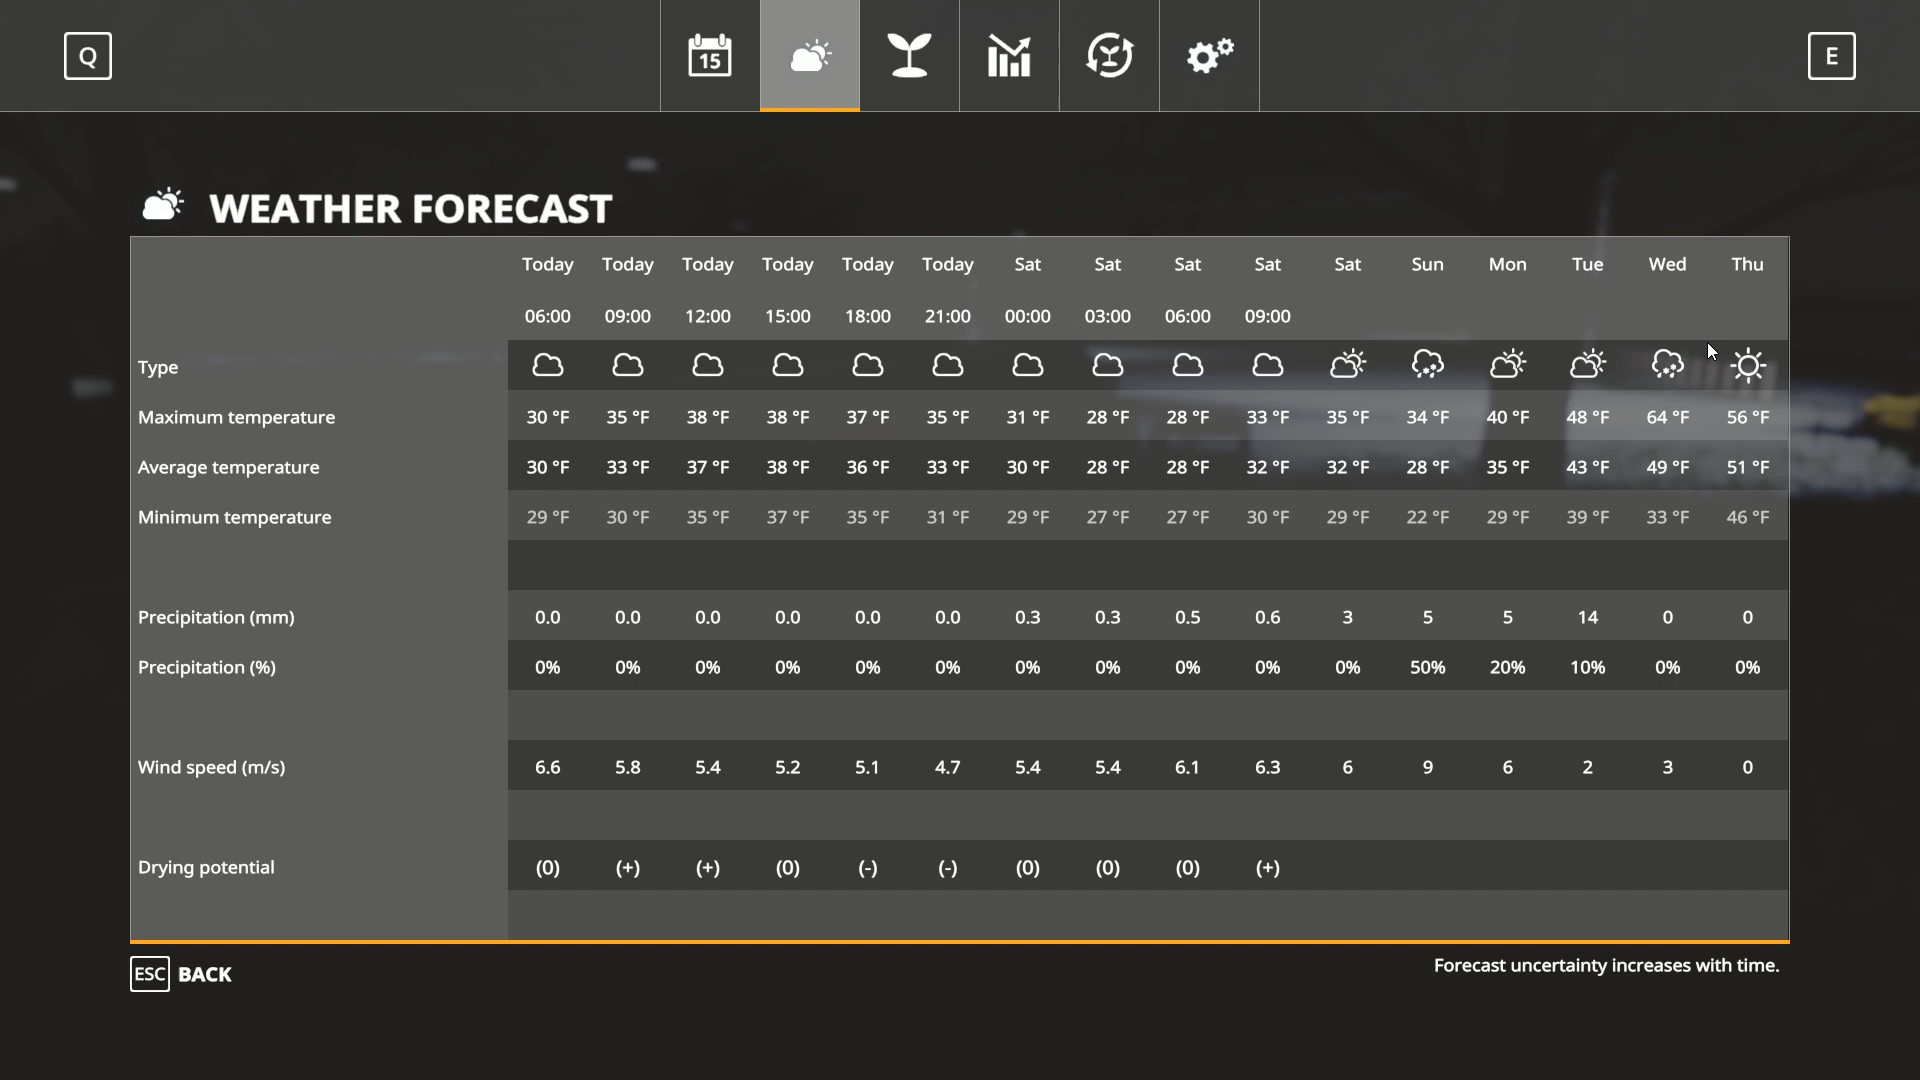 Q
15
E
WEATHER FORECAST
Today Today Today Today Today Today Sat Sat Sat Sat Sat Sun Mon Tue Wed Thu
06:00 09:00 12:00 15:00 18:00 21:00 00:00 03:00 06:00 09:00
Type
Maximum temperature 30 °F 35 °F 38 °F 38 °F 37 °F 35 °F 31 °F 28 °F 28 °F 33 °F 35 °F 34 °F 40 °F 48 °F 64 °F 56 °F
Average temperature 30 °F 33 °F 37 °F 38 °F 36 °F 33 °F 30 °F 28 °F 28 °F 32 °F 32 °F 28 °F 35 °F 43 °F 49 °F 51 °F
Minimum temperature 29 °F 30 °F 35 °F 37 °F 35 °F 31 °F 29 °F 27 °F 27 °F 30 °F 29 °F 22 °F 29 °F 39 °F 33 °F 46 °F
Precipitation (mm) 0.0 0.0 0.0 0.0 0.0 0.0 0.3 0.3 0.5 0.6 3 5 5 14 0 0
Precipitation (%) 0% 0% 0% 0% 0% 0% 0% 0% 0% 0% 0% 50% 20% 10% 0% 0%
Wind speed (m/s) 6.6 5.8 5.4 5.2 5.1 4.7 5.4 5.4 6.1 6.3 6 9 6 2 3 0
Drying potential (0) (+) (+) (0) (-) (-) (0) (0) (0) (+)
ESC BACK
Forecast uncertainty increases with time.